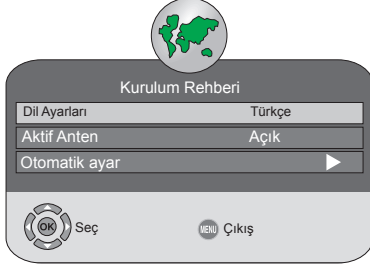 Kurulum Rehberi
Dil Ayarları Türkçe
Aktif Anten Açık
Otomatik ayar
OK Seç MENU Çıkış